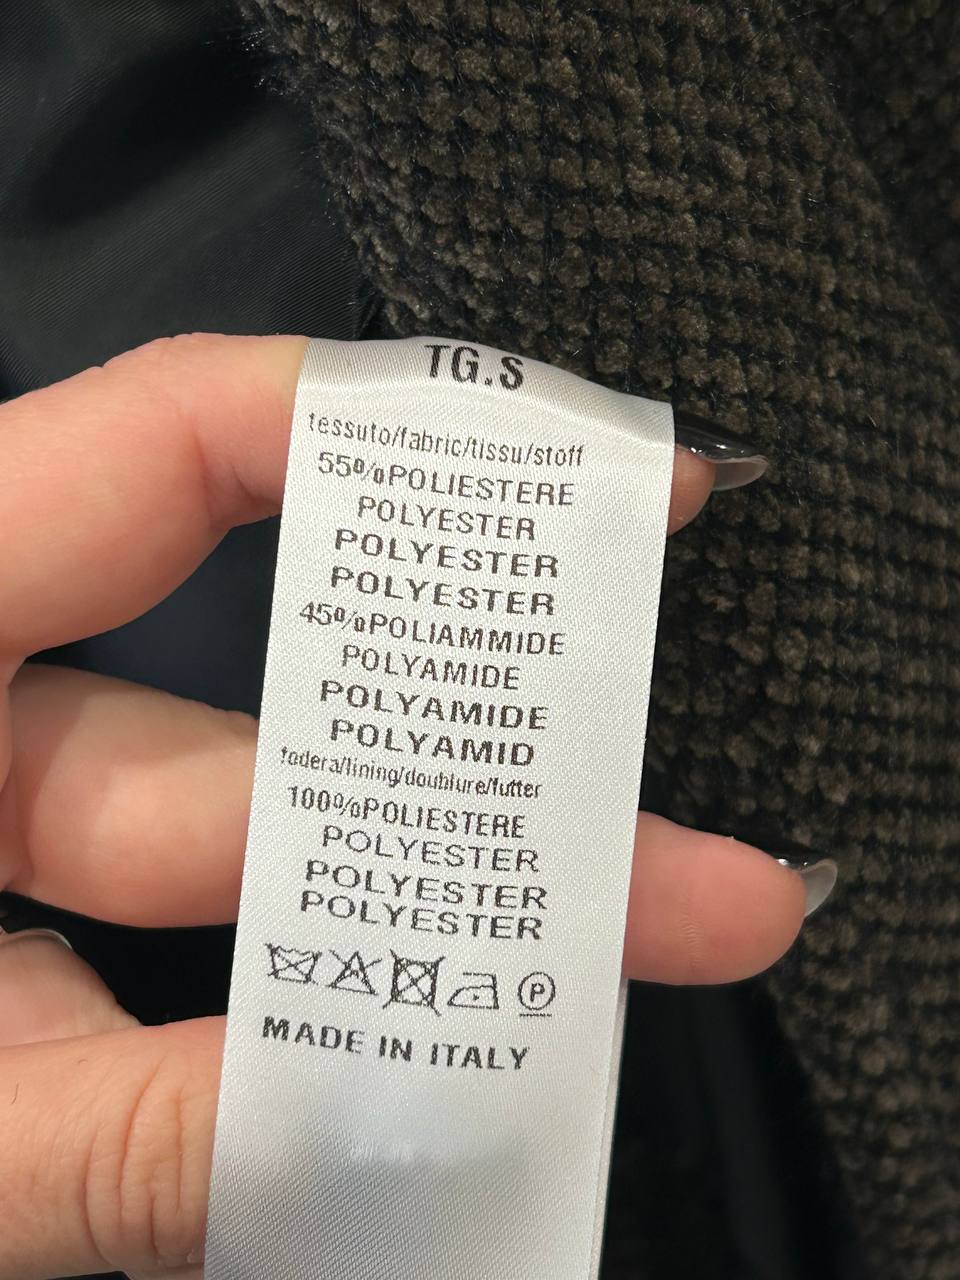 TG.S
tessuto/fabric/tissu/stoff
55%POLIESTERE
POLYESTER
POLYESTER
POLYESTER
45%POLIAMMIDE
POLYAMIDE
POLYAMIDE
POLYAMID
fodera/lining/doublure/futter
100%POLIESTERE
POLYESTER
POLYESTER
POLYESTER
P
MADE IN ITALY